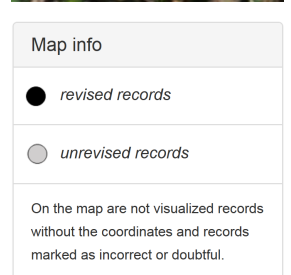 Map info
revised records
unrevised records
On the map are not visualized records
without the coordinates and records
marked as incorrect or doubtful.